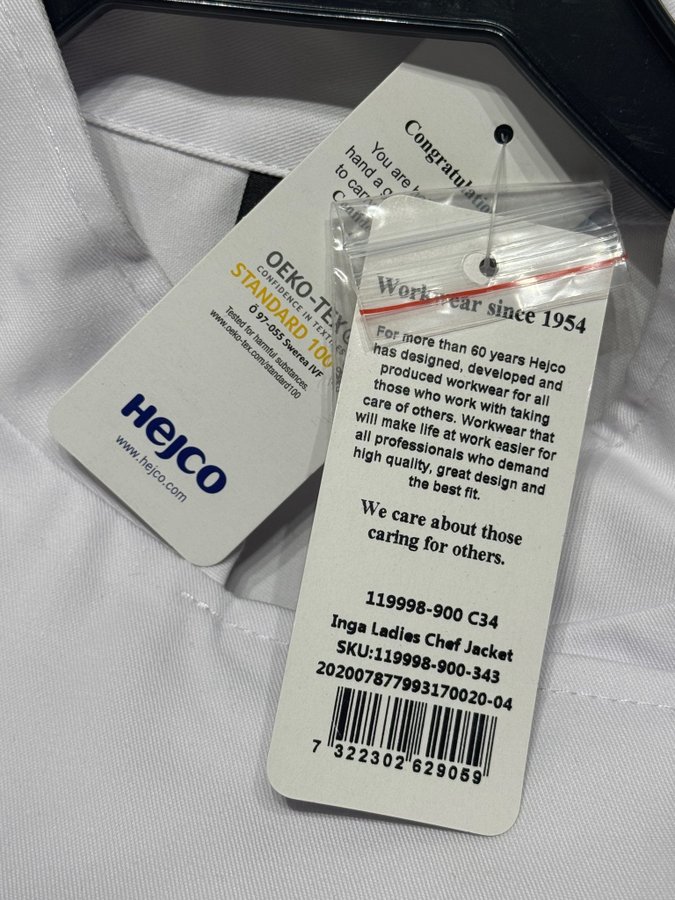 Congratulatio
You are
hand a
to
OEKO-TEX
CONFIDENCE IN TEXTILES
STANDARD 100
Ö 97-055 Swerea IVF
Tested for harmful substances.
www.oeko-tex.com/standard100
Hejco
www.hejco.com
Workwear since 1954
For more than 60 years Hejco
has designed, developed and
produced workwear for all
those who work with taking
care of others. Workwear that
will make life at work easier for
all professionals who demand
high quality, great design and
the best fit.
We care about those
caring for others.
119998-900 C34
Inga Ladies Chef Jacket
SKU:119998-900-343
202007877993170020-04
7 322302 629059